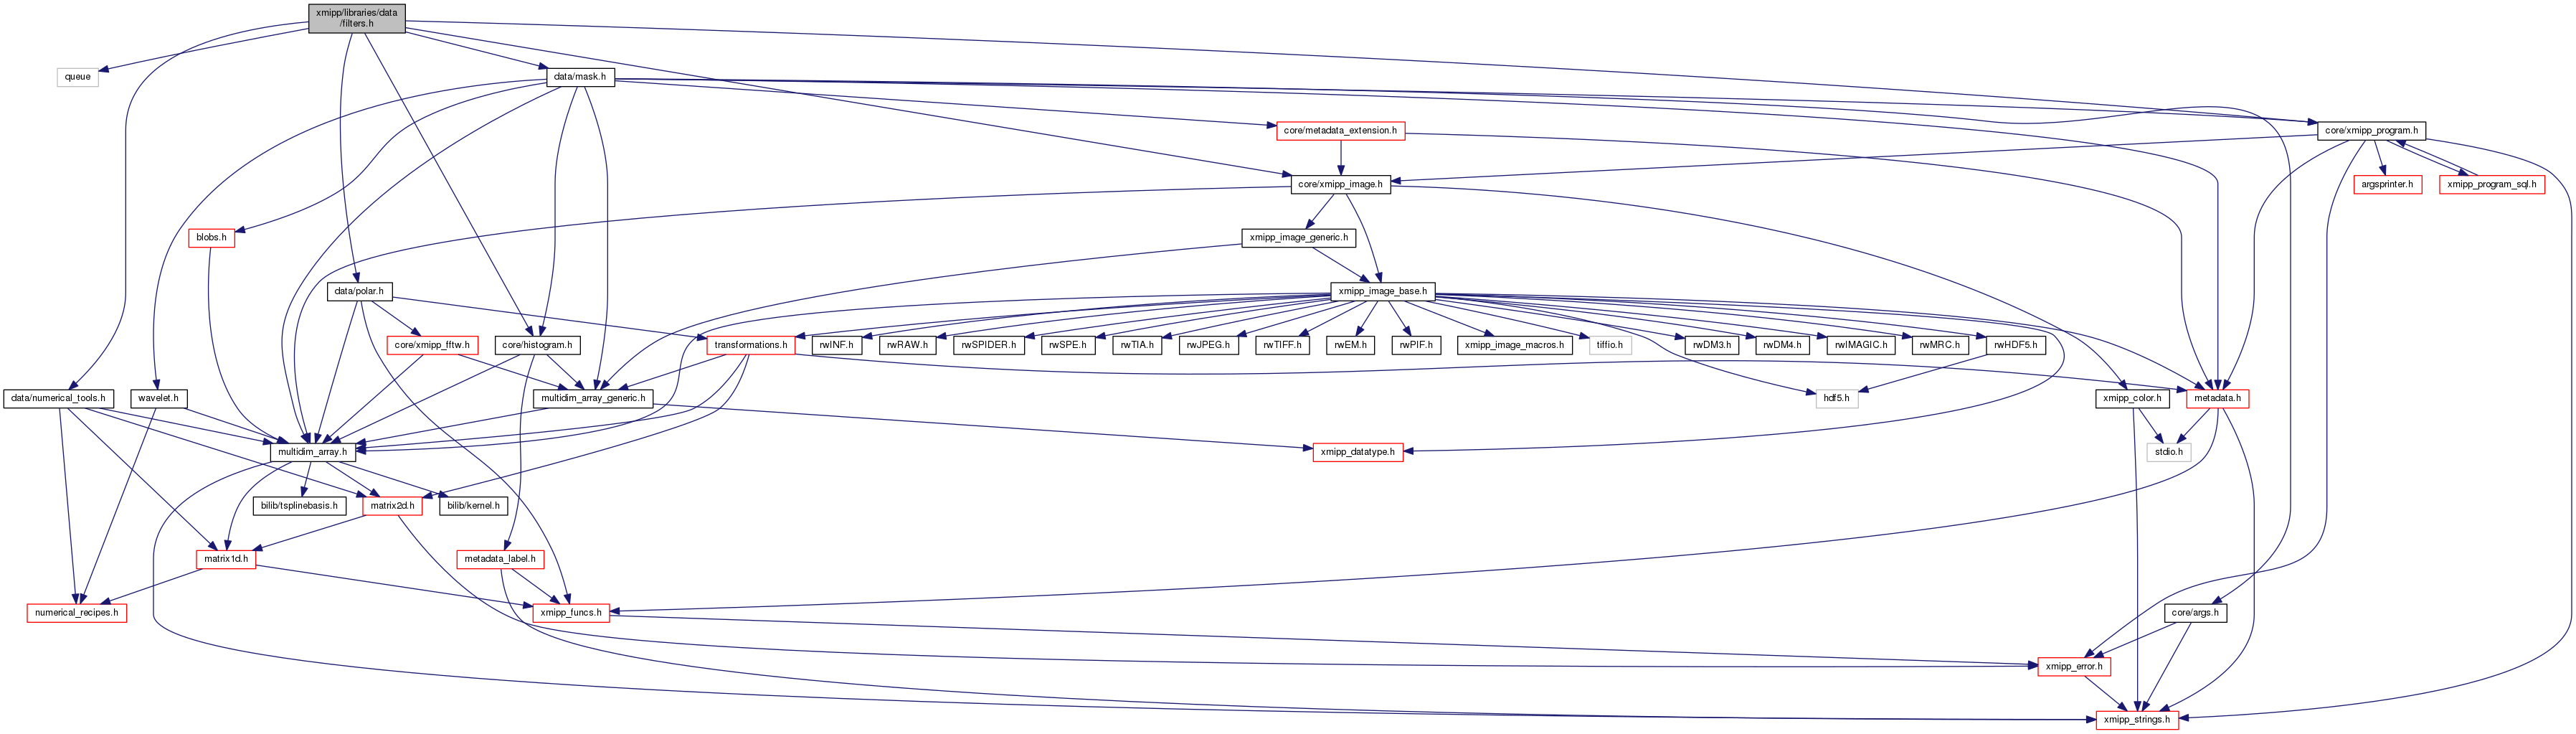 xmipp/libraries/data
/filters.h
queue
data/mask.h
core/metadata_extension.h
core/xmipp_program.h
core/xmipp_image.h
argsprinter.h
xmipp_program_sql.h
blobs.h
xmipp_image_generic.h
data/polar.h
xmipp_image_base.h
core/xmipp_fftw.h
core/histogram.h
transformations.h
rwINF.h
rwRAW.h
rwSPIDER.h
rwSPE.h
rwTIA.h
rwJPEG.h
rwTIFF.h
rwEM.h
rwPIF.h
xmipp_image_macros.h
tiffio.h
rwDM3.h
rwDM4.h
rwIMAGIC.h
rwMRC.h
rwHDF5.h
data/numerical_tools.h
wavelet.h
multidim_array_generic.h
hdf5.h
xmipp_color.h
metadata.h
multidim_array.h
xmipp_datatype.h
stdio.h
bilib/tsplinebasis.h
matrix2d.h
bilib/kernel.h
matrix1d.h
metadata_label.h
numerical_recipes.h
xmipp_funcs.h
core/args.h
xmipp_error.h
xmipp_strings.h